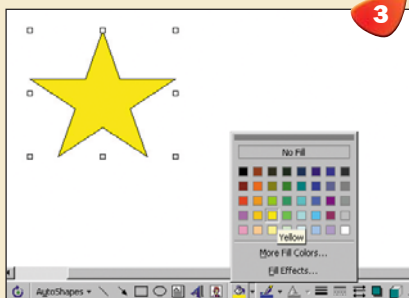 3
No Fill
Yellow
More Fill Colors...
Fill Effects...
AutoShapes